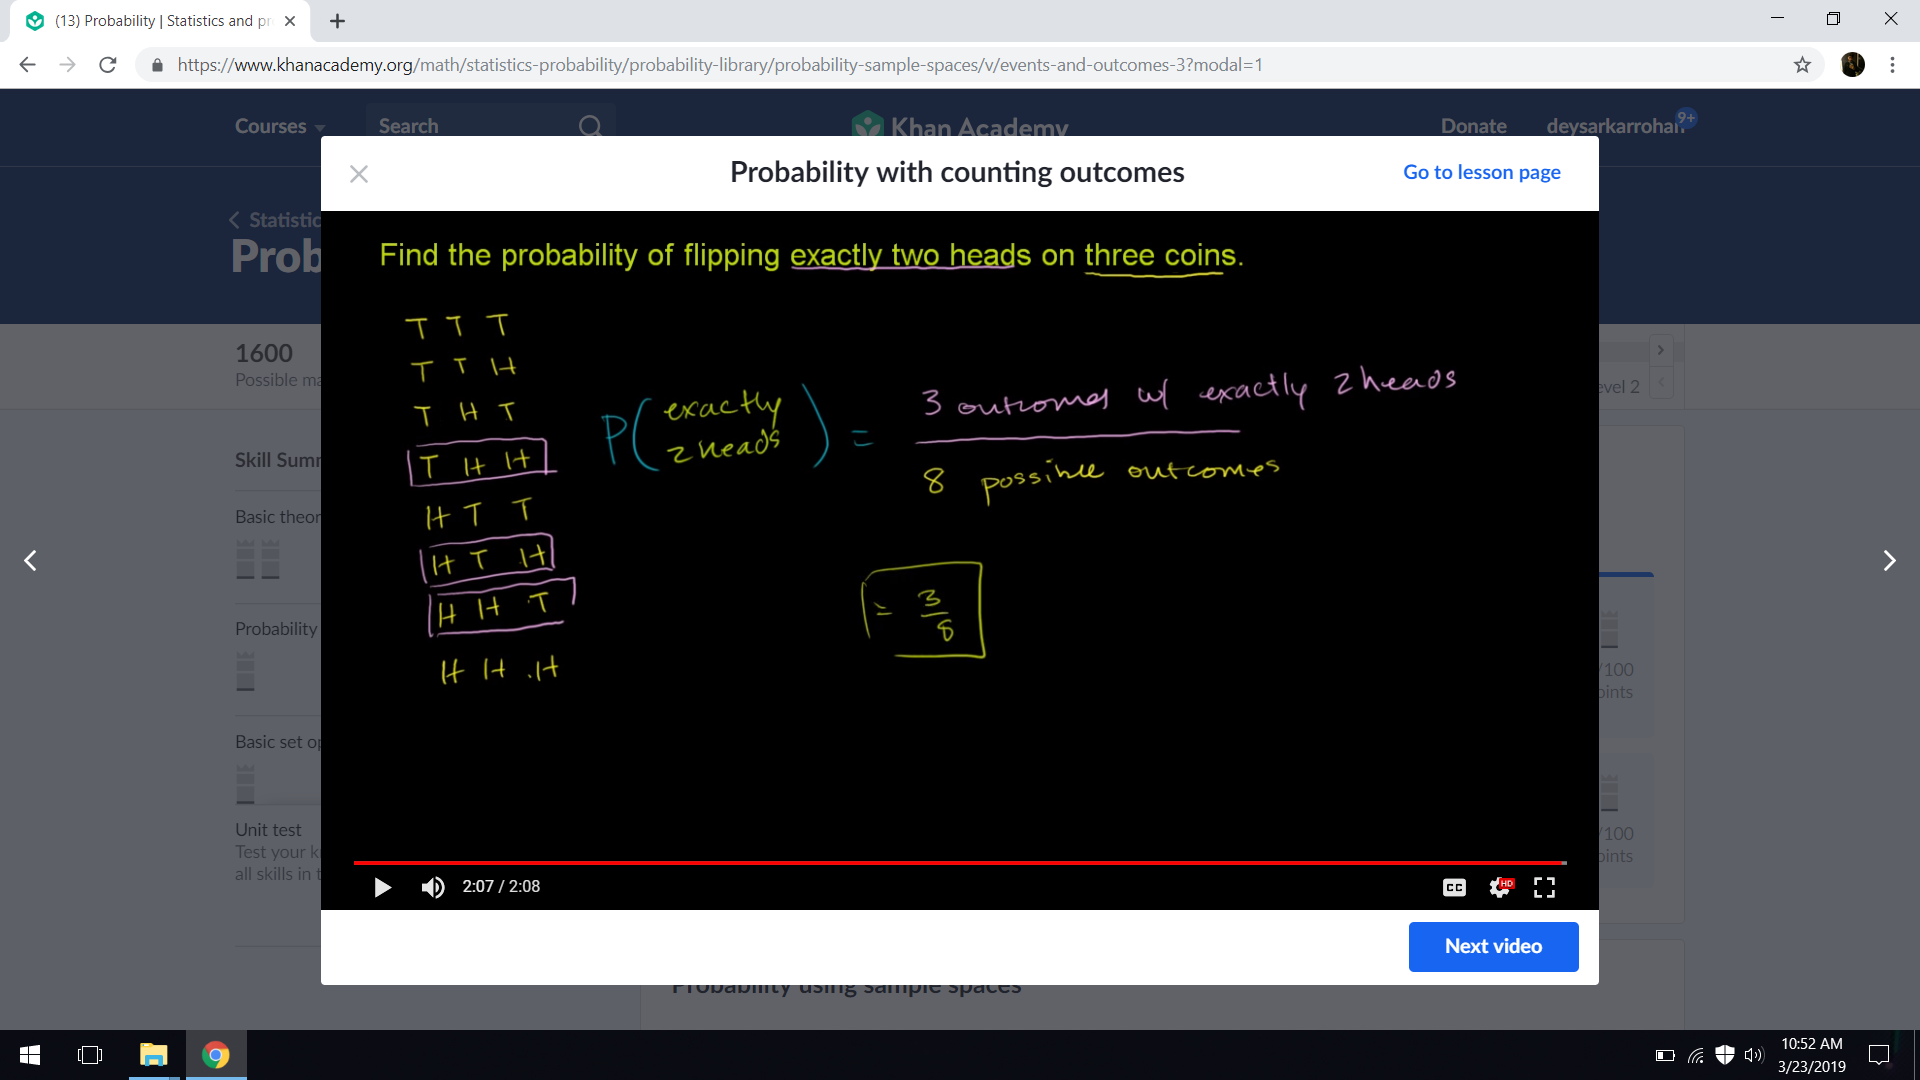 (13) Probability | Statistics and pr
https://www.khanacademy.org/math/statistics-probability/probability-library/probability-sample-spaces/v/events-and-outcomes-3?modal=1
Courses
Search
Khan Academy
Donate
deysarkarrohan
9+
Probability with counting outcomes
Go to lesson page
Statistic
Prob
Find the probability of flipping exactly two heads on three coins.
T T T
T T H
T H T
T H H
H T T
H T H
H H T
H H H
P( exactly
2 heads ) =
3 outcomes w/ exactly 2 heads
8 possible outcomes
= 3
8
1600
Possible ma
evel 2
Skill Summ
Basic theor
Probability
Basic set op
Unit test
Test your k
all skills in t
/100
oints
/100
oints
2:07 / 2:08
CC
HD
Next video
Probability using sample spaces
10:52 AM
3/23/2019